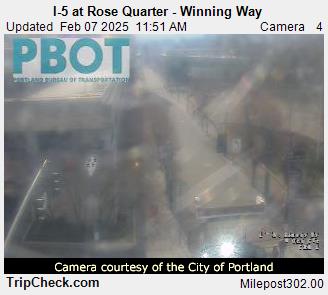 I-5 at Rose Quarter - Winning Way
Updated Feb 07 2025 11:51 AM Camera 4
PBOT
PORTLAND BUREAU OF TRANSPORTATION
Camera courtesy of the City of Portland
TripCheck.com Milepost302.00